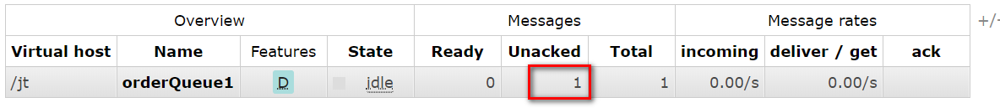 Overview Messages Message rates +/-
Virtual host Name Features State Ready Unacked Total incoming deliver / get ack
/jt orderQueue1 D idle 0 1 1 0.00/s 0.00/s